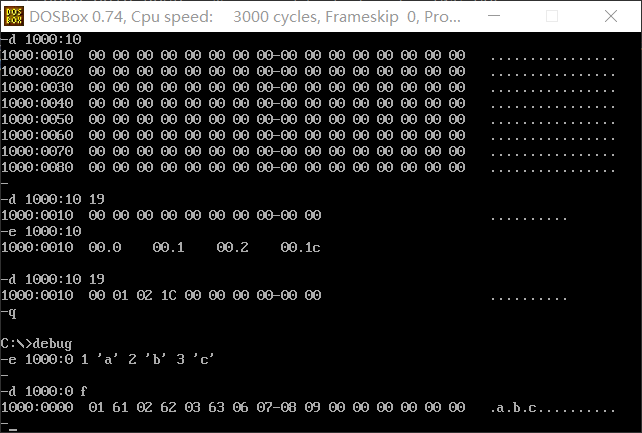 DOS BOX DOSBox 0.74, Cpu speed: 3000 cycles, Frameskip 0, Pro...
-d 1000:10
1000:0010 00 00 00 00 00 00 00 00-00 00 00 00 00 00 00 00 ................
1000:0020 00 00 00 00 00 00 00 00-00 00 00 00 00 00 00 00 ................
1000:0030 00 00 00 00 00 00 00 00-00 00 00 00 00 00 00 00 ................
1000:0040 00 00 00 00 00 00 00 00-00 00 00 00 00 00 00 00 ................
1000:0050 00 00 00 00 00 00 00 00-00 00 00 00 00 00 00 00 ................
1000:0060 00 00 00 00 00 00 00 00-00 00 00 00 00 00 00 00 ................
1000:0070 00 00 00 00 00 00 00 00-00 00 00 00 00 00 00 00 ................
1000:0080 00 00 00 00 00 00 00 00-00 00 00 00 00 00 00 00 ................
-
-d 1000:10 19
1000:0010 00 00 00 00 00 00 00 00-00 00 ..........
-e 1000:10
1000:0010 00.0 00.1 00.2 00.1c
-d 1000:10 19
1000:0010 00 01 02 1C 00 00 00 00-00 00 ..........
-q
C:\>debug
-e 1000:0 1 'a' 2 'b' 3 'c'
-
-d 1000:0 f
1000:0000 01 61 02 62 03 63 06 07-08 09 00 00 00 00 00 00 .a.b.c..........
-_